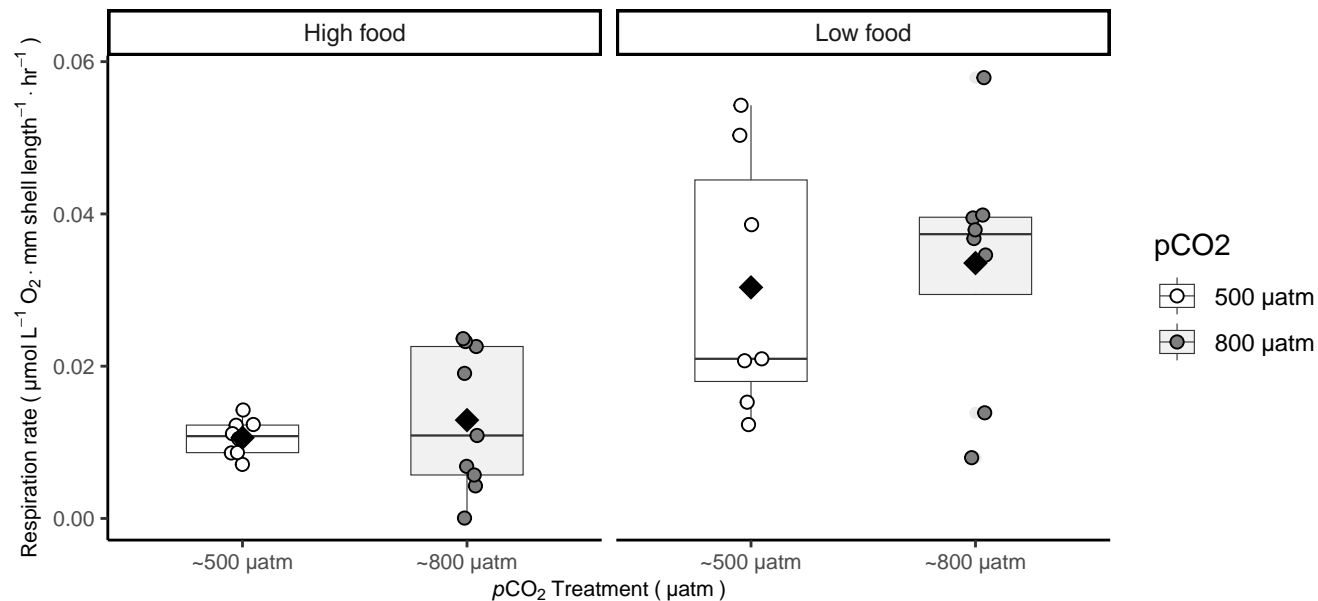 High food
Low food
Respiration rate ( µmol L⁻¹ O₂ · mm shell length⁻¹ · hr⁻¹ )
0.06
0.04
0.02
0.00
~500 µatm
~800 µatm
~500 µatm
~800 µatm
pCO₂ Treatment ( µatm )
pCO2
500 µatm
800 µatm